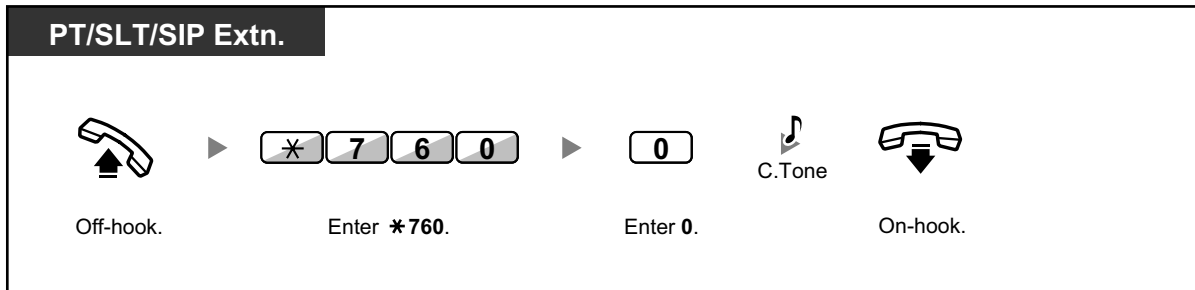 PT/SLT/SIP Extn.
* 7 6 0 0
C.Tone
Off-hook. Enter *760. Enter 0. On-hook.